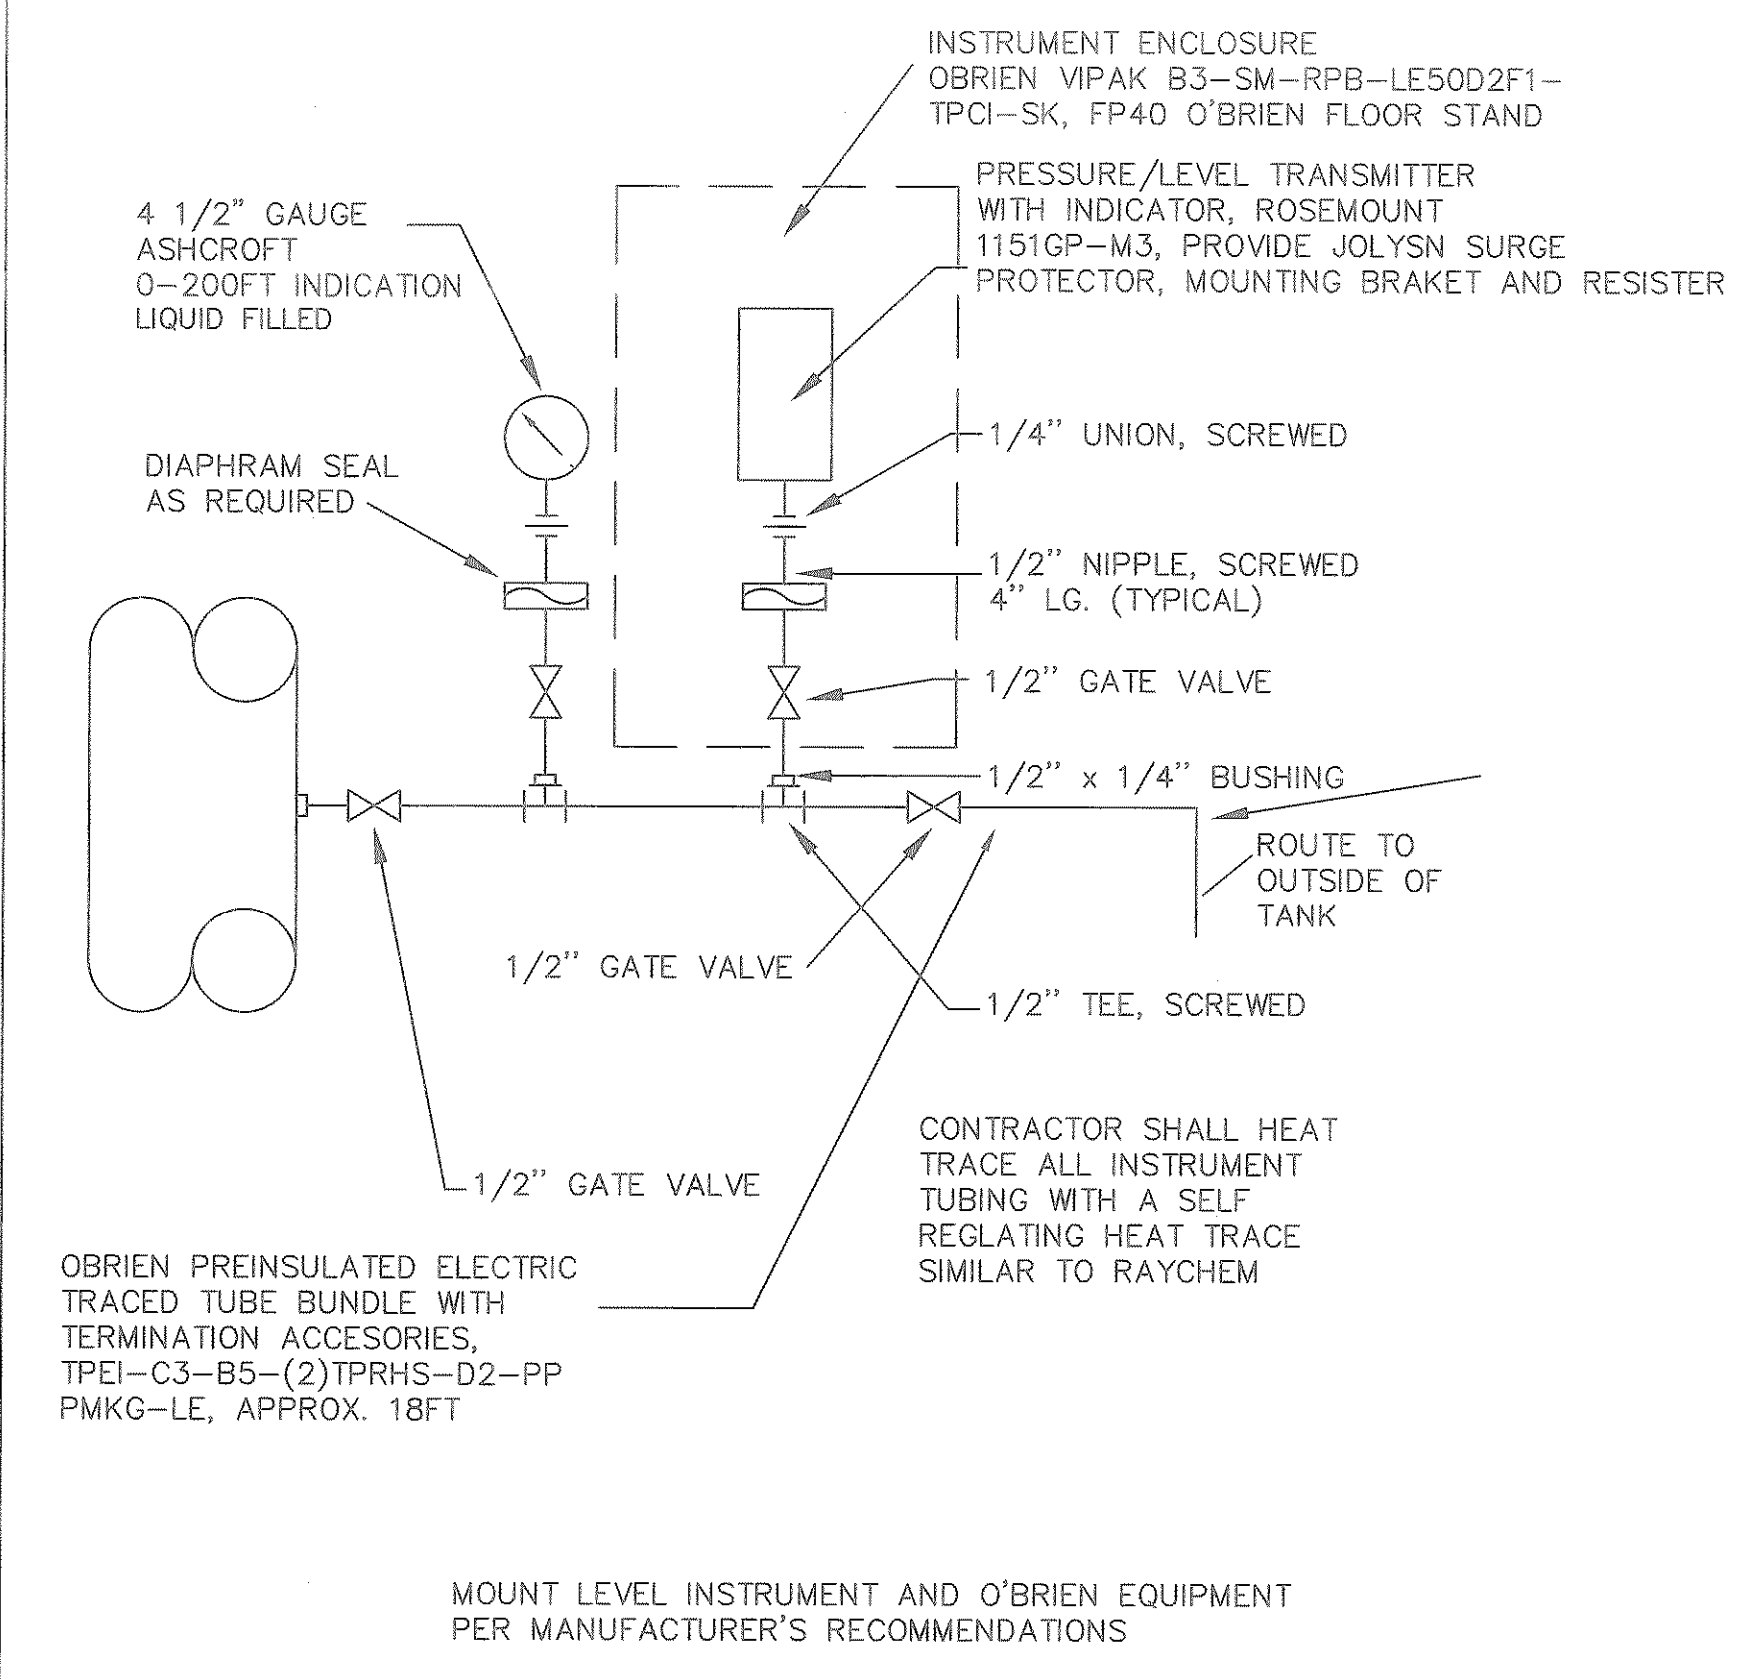 INSTRUMENT ENCLOSURE
OBRIEN VIPAK B3-SM-RPB-LE50D2F1-
TPCI-SK, FP40 O'BRIEN FLOOR STAND
PRESSURE/LEVEL TRANSMITTER
WITH INDICATOR, ROSEMOUNT
1151GP-M3, PROVIDE JOLYSN SURGE
PROTECTOR, MOUNTING BRAKET AND RESISTER
4 1/2" GAUGE
ASHCROFT
0-200FT INDICATION
LIQUID FILLED
1/4" UNION, SCREWED
DIAPHRAM SEAL
AS REQUIRED
1/2" NIPPLE, SCREWED
4" LG. (TYPICAL)
1/2" GATE VALVE
1/2" x 1/4" BUSHING
ROUTE TO
OUTSIDE OF
TANK
1/2" GATE VALVE
1/2" TEE, SCREWED
1/2" GATE VALVE
CONTRACTOR SHALL HEAT
TRACE ALL INSTRUMENT
TUBING WITH A SELF
REGLATING HEAT TRACE
SIMILAR TO RAYCHEM
OBRIEN PREINSULATED ELECTRIC
TRACED TUBE BUNDLE WITH
TERMINATION ACCESORIES,
TPEI-C3-B5-(2)TPRHS-D2-PP
PMKG-LE, APPROX. 18FT
MOUNT LEVEL INSTRUMENT AND O'BRIEN EQUIPMENT
PER MANUFACTURER'S RECOMMENDATIONS